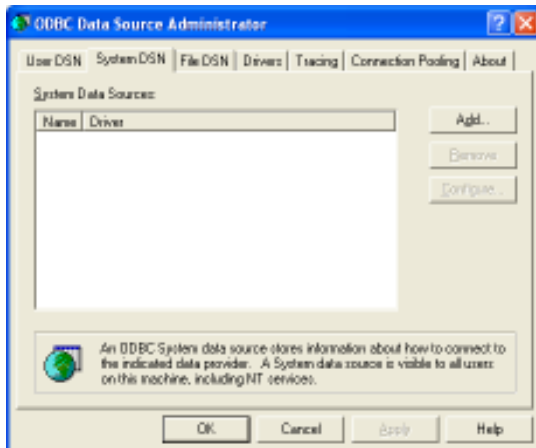 ODBC Data Source Administrator
User DSN System DSN File DSN Drivers Tracing Connection Pooling About
System Data Sources:
Name Driver
Add...
Remove
Configure...
An ODBC System data source stores information about how to connect to
the indicated data provider. A System data source is visible to all users
on this machine, including NT services.
OK Cancel Apply Help